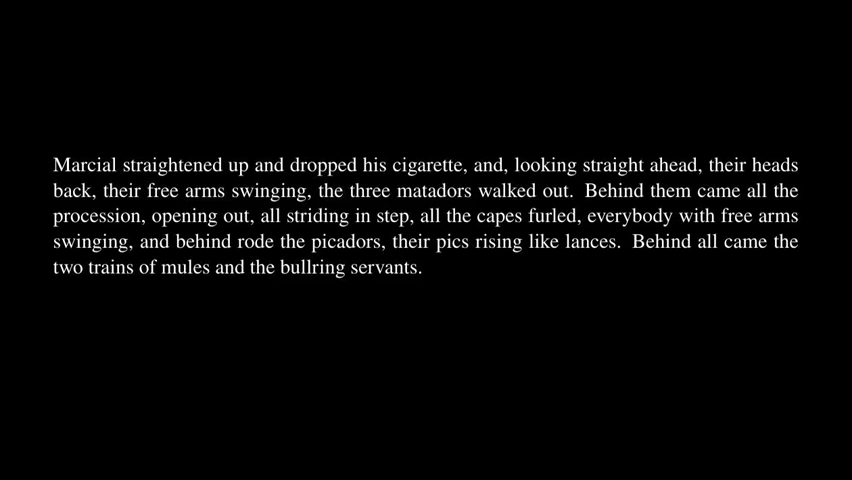 Marcial straightened up and dropped his cigarette, and, looking straight ahead, their heads
back, their free arms swinging, the three matadors walked out. Behind them came all the
procession, opening out, all striding in step, all the capes furled, everybody with free arms
swinging, and behind rode the picadors, their pics rising like lances. Behind all came the
two trains of mules and the bullring servants.